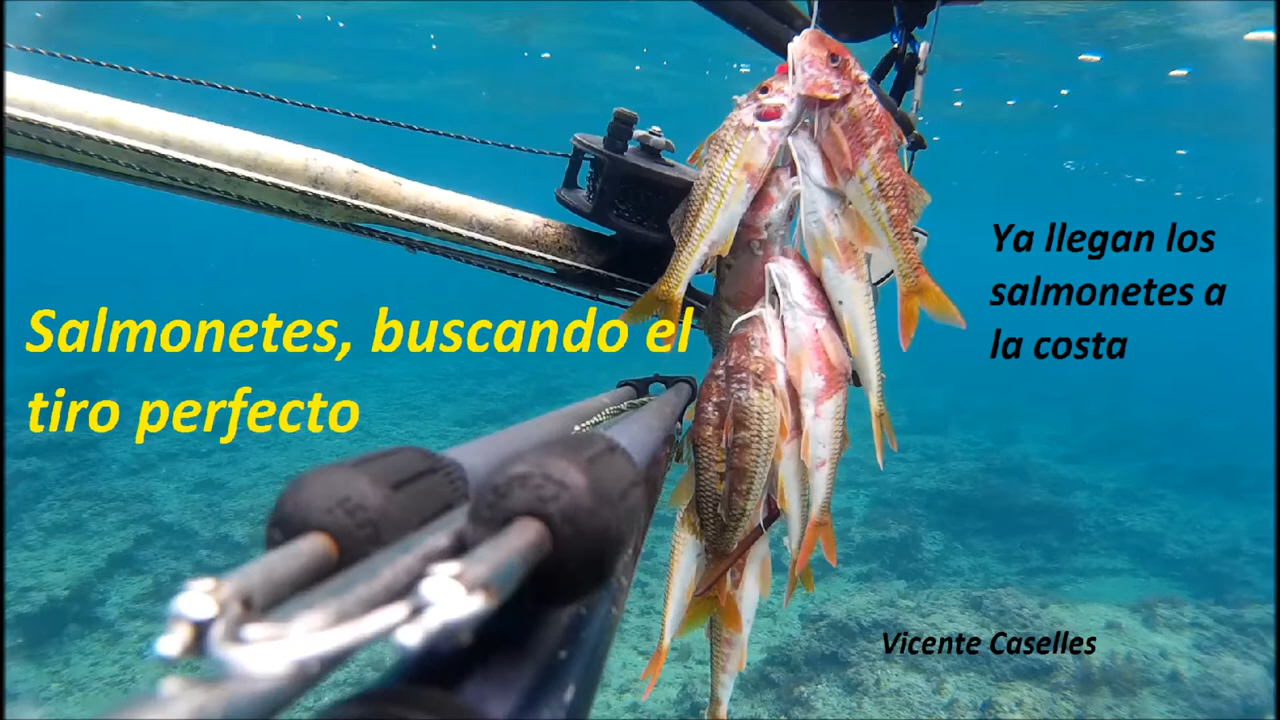 Salmonetes, buscando el
tiro perfecto
Ya llegan los
salmonetes a
la costa
Vicente Caselles